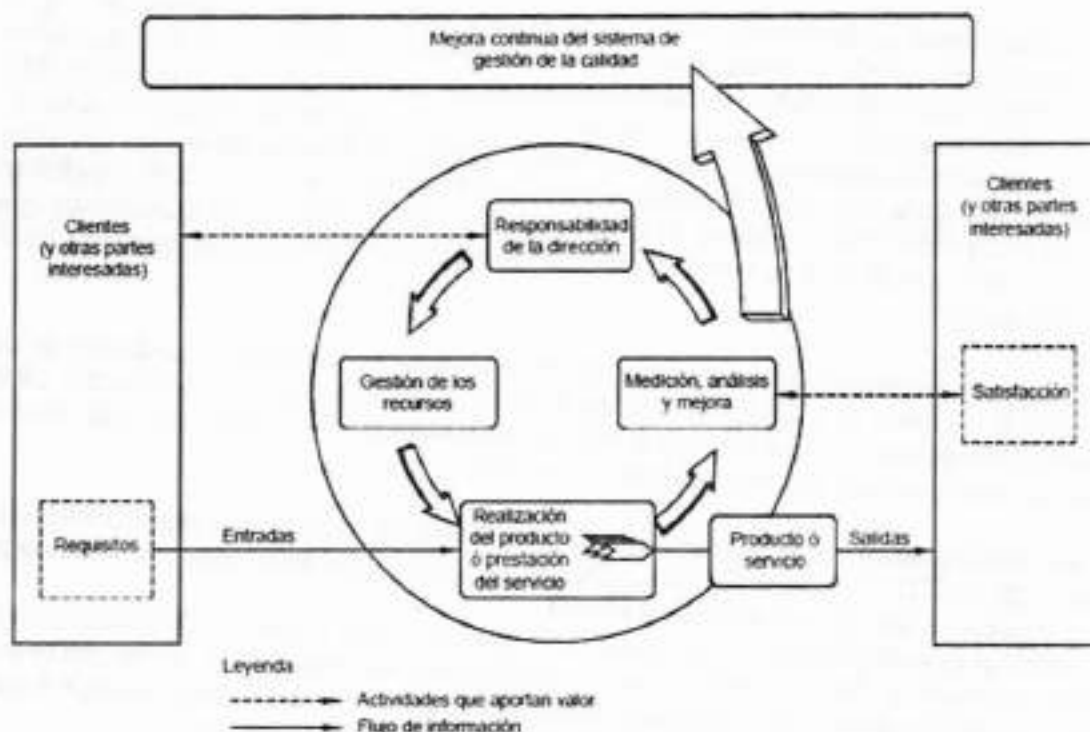 Mejora continua del sistema de
gestión de la calidad
Clientes
(y otras partes
interesadas)
Responsabilidad
de la dirección
Clientes
(y otras partes
interesadas)
Gestión de los
recursos
Medición, análisis
y mejora
Satisfacción
Requisitos
Entradas
Realización
del producto
ó prestación
del servicio
Producto ó
servicio
Salidas
Leyenda
Actividades que aportan valor
Flujo de información